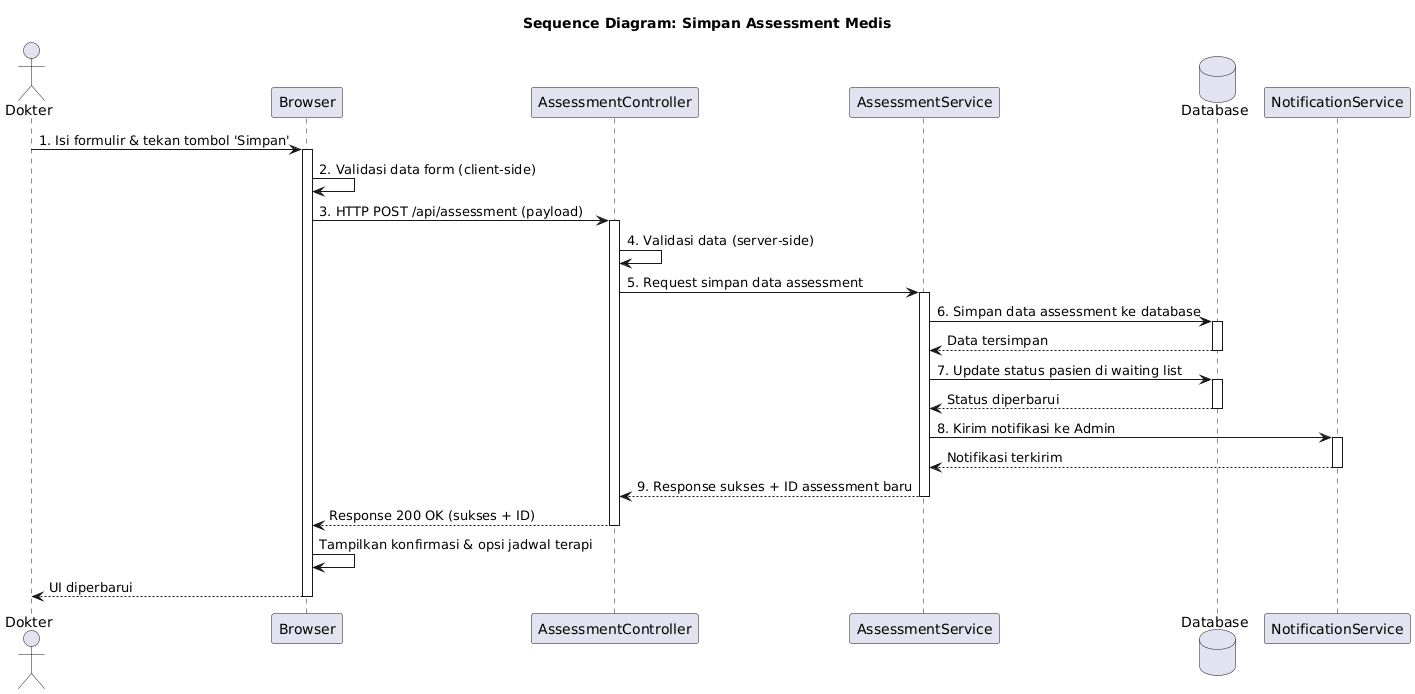 Sequence Diagram: Simpan Assessment Medis
Dokter
Browser
AssessmentController
AssessmentService
Database
NotificationService
1. Isi formulir & tekan tombol 'Simpan'
2. Validasi data form (client-side)
3. HTTP POST /api/assessment (payload)
4. Validasi data (server-side)
5. Request simpan data assessment
6. Simpan data assessment ke database
Data tersimpan
7. Update status pasien di waiting list
Status diperbarui
8. Kirim notifikasi ke Admin
Notifikasi terkirim
9. Response sukses + ID assessment baru
Response 200 OK (sukses + ID)
Tampilkan konfirmasi & opsi jadwal terapi
UI diperbarui
Dokter
Browser
AssessmentController
AssessmentService
Database
NotificationService